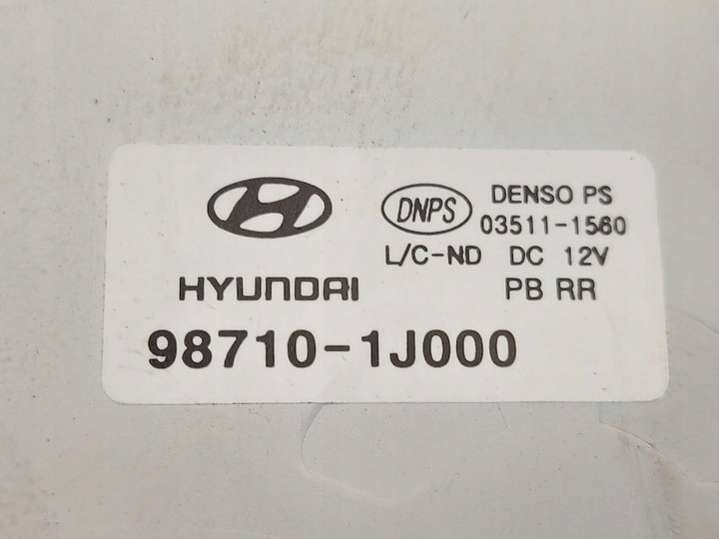 DNPS
DENSO PS
03511-1560
L/C-ND DC 12V
HYUNDAI
PB RR
98710-1J000